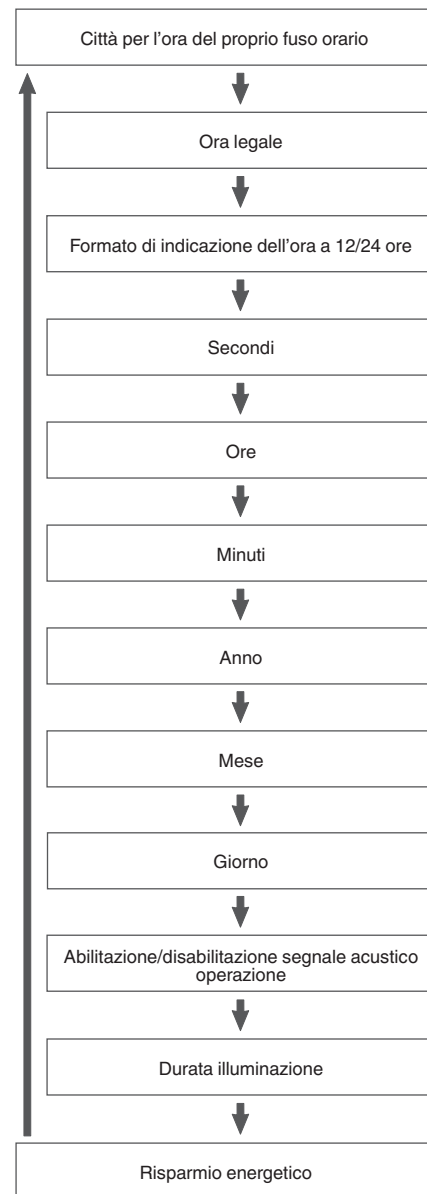 Città per l'ora del proprio fuso orario
Ora legale
Formato di indicazione dell'ora a 12/24 ore
Secondi
Ore
Minuti
Anno
Mese
Giorno
Abilitazione/disabilitazione segnale acustico
operazione
Durata illuminazione
Risparmio energetico